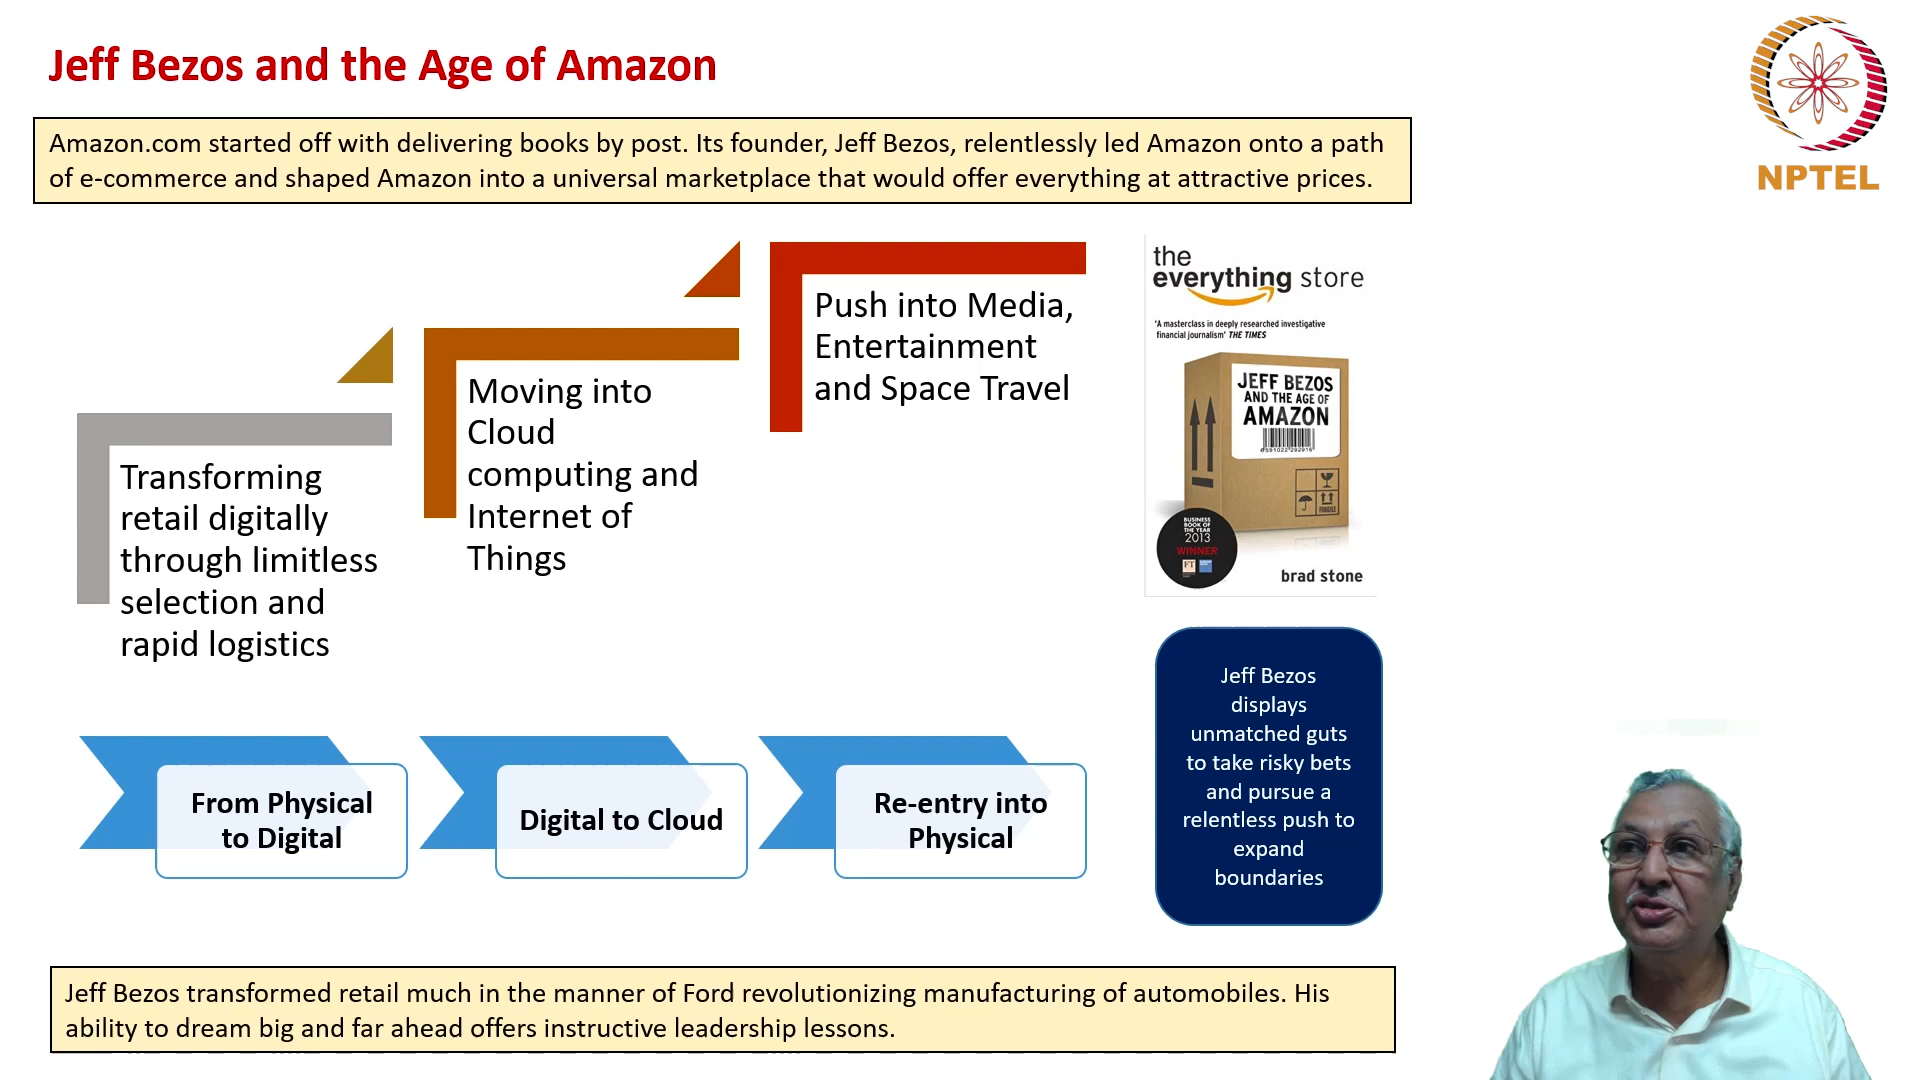 Jeff Bezos and the Age of Amazon
NPTEL
Amazon.com started off with delivering books by post. Its founder, Jeff Bezos, relentlessly led Amazon onto a path
of e-commerce and shaped Amazon into a universal marketplace that would offer everything at attractive prices.
Transforming
retail digitally
through limitless
selection and
rapid logistics
Moving into
Cloud
computing and
Internet of
Things
Push into Media,
Entertainment
and Space Travel
the
everything store
'A masterclass in deeply researched investigative
financial journalism' THE TIMES
JEFF BEZOS
AND THE AGE OF
AMAZON
FRAGILE
BUSINESS
BOOK OF
THE YEAR
2013
WINNER
FT
brad stone
From Physical
to Digital
Digital to Cloud
Re-entry into
Physical
Jeff Bezos
displays
unmatched guts
to take risky bets
and pursue a
relentless push to
expand
boundaries
Jeff Bezos transformed retail much in the manner of Ford revolutionizing manufacturing of automobiles. His
ability to dream big and far ahead offers instructive leadership lessons.